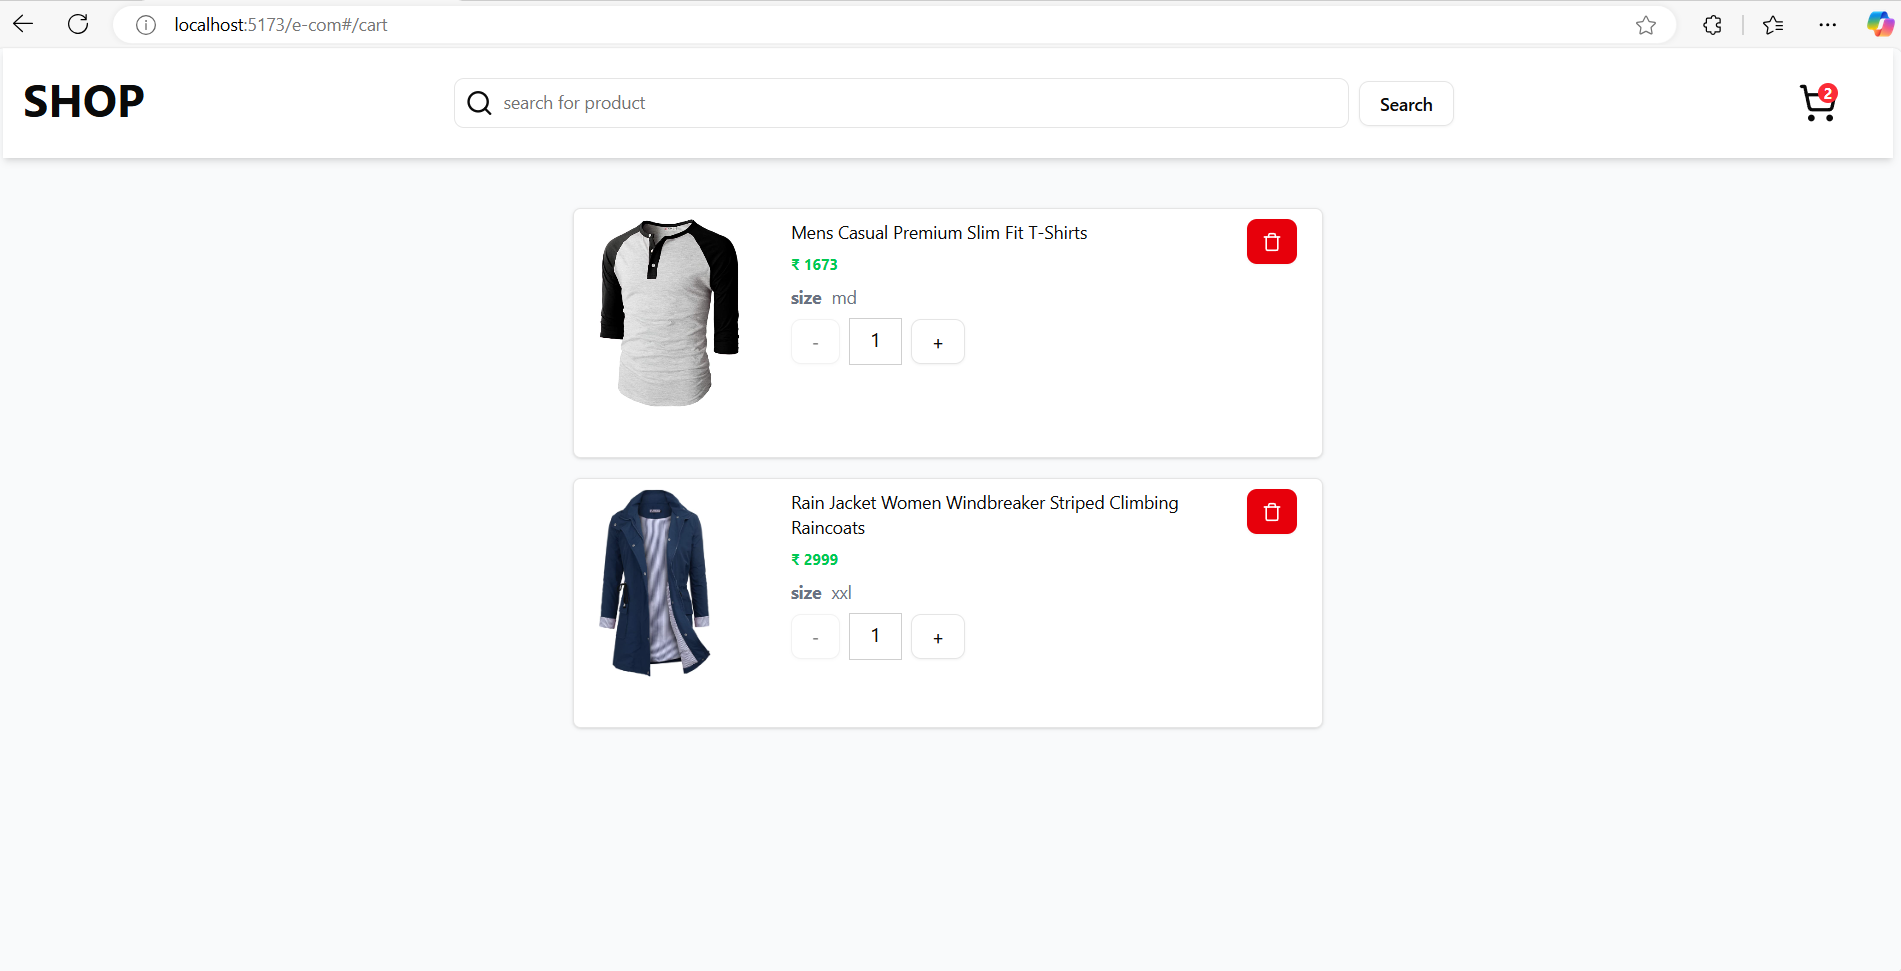 localhost:5173/e-com#/cart
SHOP
search for product
Search
2
Mens Casual Premium Slim Fit T-Shirts
₹ 1673
size md
- 1 +
Rain Jacket Women Windbreaker Striped Climbing
Raincoats
₹ 2999
size xxl
- 1 +